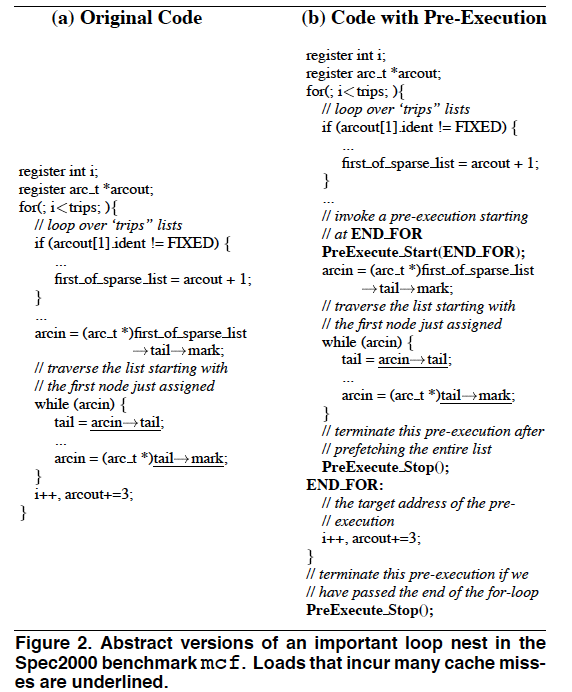 (a) Original Code
register int i;
register arc_t *arcout;
for(; i<trips; ){
// loop over ‘trips” lists
if (arcout[1].ident != FIXED) {
...
first_of_sparse_list = arcout + 1;
}
...
arcin = (arc_t *)first_of_sparse_list
→tail→mark;
// traverse the list starting with
// the first node just assigned
while (arcin) {
tail = arcin→tail;
...
arcin = (arc_t *)tail→mark;
}
i++, arcout+=3;
}
(b) Code with Pre-Execution
register int i;
register arc_t *arcout;
for(; i<trips; ){
// loop over ‘trips” lists
if (arcout[1].ident != FIXED) {
...
first_of_sparse_list = arcout + 1;
}
...
// invoke a pre-execution starting
// at END_FOR
PreExecute_Start(END_FOR);
arcin = (arc_t *)first_of_sparse_list
→tail→mark;
// traverse the list starting with
// the first node just assigned
while (arcin) {
tail = arcin→tail;
...
arcin = (arc_t *)tail→mark;
}
// terminate this pre-execution after
// prefetching the entire list
PreExecute_Stop();
END_FOR:
// the target address of the pre-
// execution
i++, arcout+=3;
}
// terminate this pre-execution if we
// have passed the end of the for-loop
PreExecute_Stop();
Figure 2. Abstract versions of an important loop nest in the
Spec2000 benchmark mcf. Loads that incur many cache miss-
es are underlined.